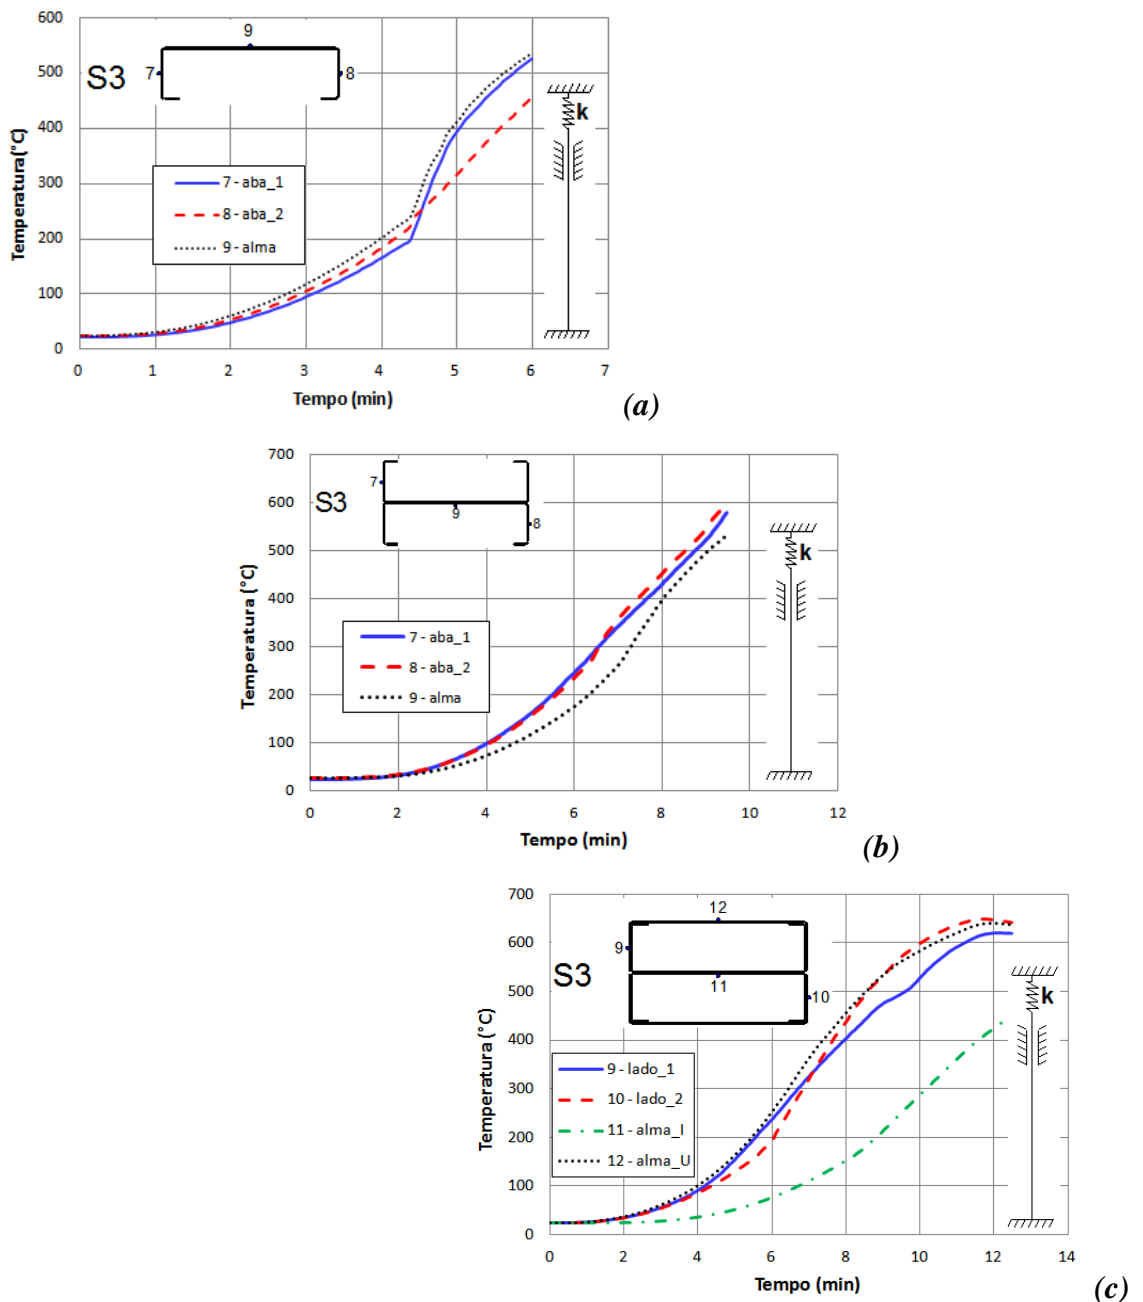 600
500
400
300
200
100
0
Temperatura(°C)
S3
9
7
8
k
7 - aba_1
8 - aba_2
9 - alma
0 1 2 3 4 5 6 7
Tempo (min)
(a)
700
600
500
400
300
200
100
0
Temperatura (°C)
S3
7
9
8
k
7 - aba_1
8 - aba_2
9 - alma
0 2 4 6 8 10 12
Tempo (min)
(b)
700
600
500
400
300
200
100
0
Temperatura (°C)
S3
12
9
11
10
k
9 - lado_1
10 - lado_2
11 - alma_I
12 - alma_U
0 2 4 6 8 10 12 14
Tempo (min)
(c)